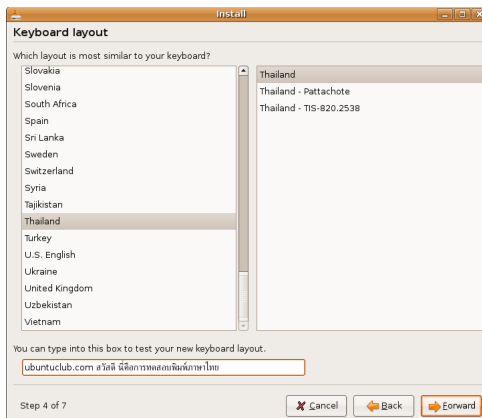 Install
Keyboard layout
Which layout is most similar to your keyboard?
Slovakia
Slovenia
South Africa
Spain
Sri Lanka
Sweden
Switzerland
Syria
Tajikistan
Thailand
Turkey
U.S. English
Ukraine
United Kingdom
Uzbekistan
Vietnam
Thailand
Thailand - Pattachote
Thailand - TIS-820.2538
You can type into this box to test your new keyboard layout.
ubuntuclub.com สวัสดี นี่คือการทดสอบพิมพ์ภาษาไทย
Step 4 of 7
Cancel
Back
Forward